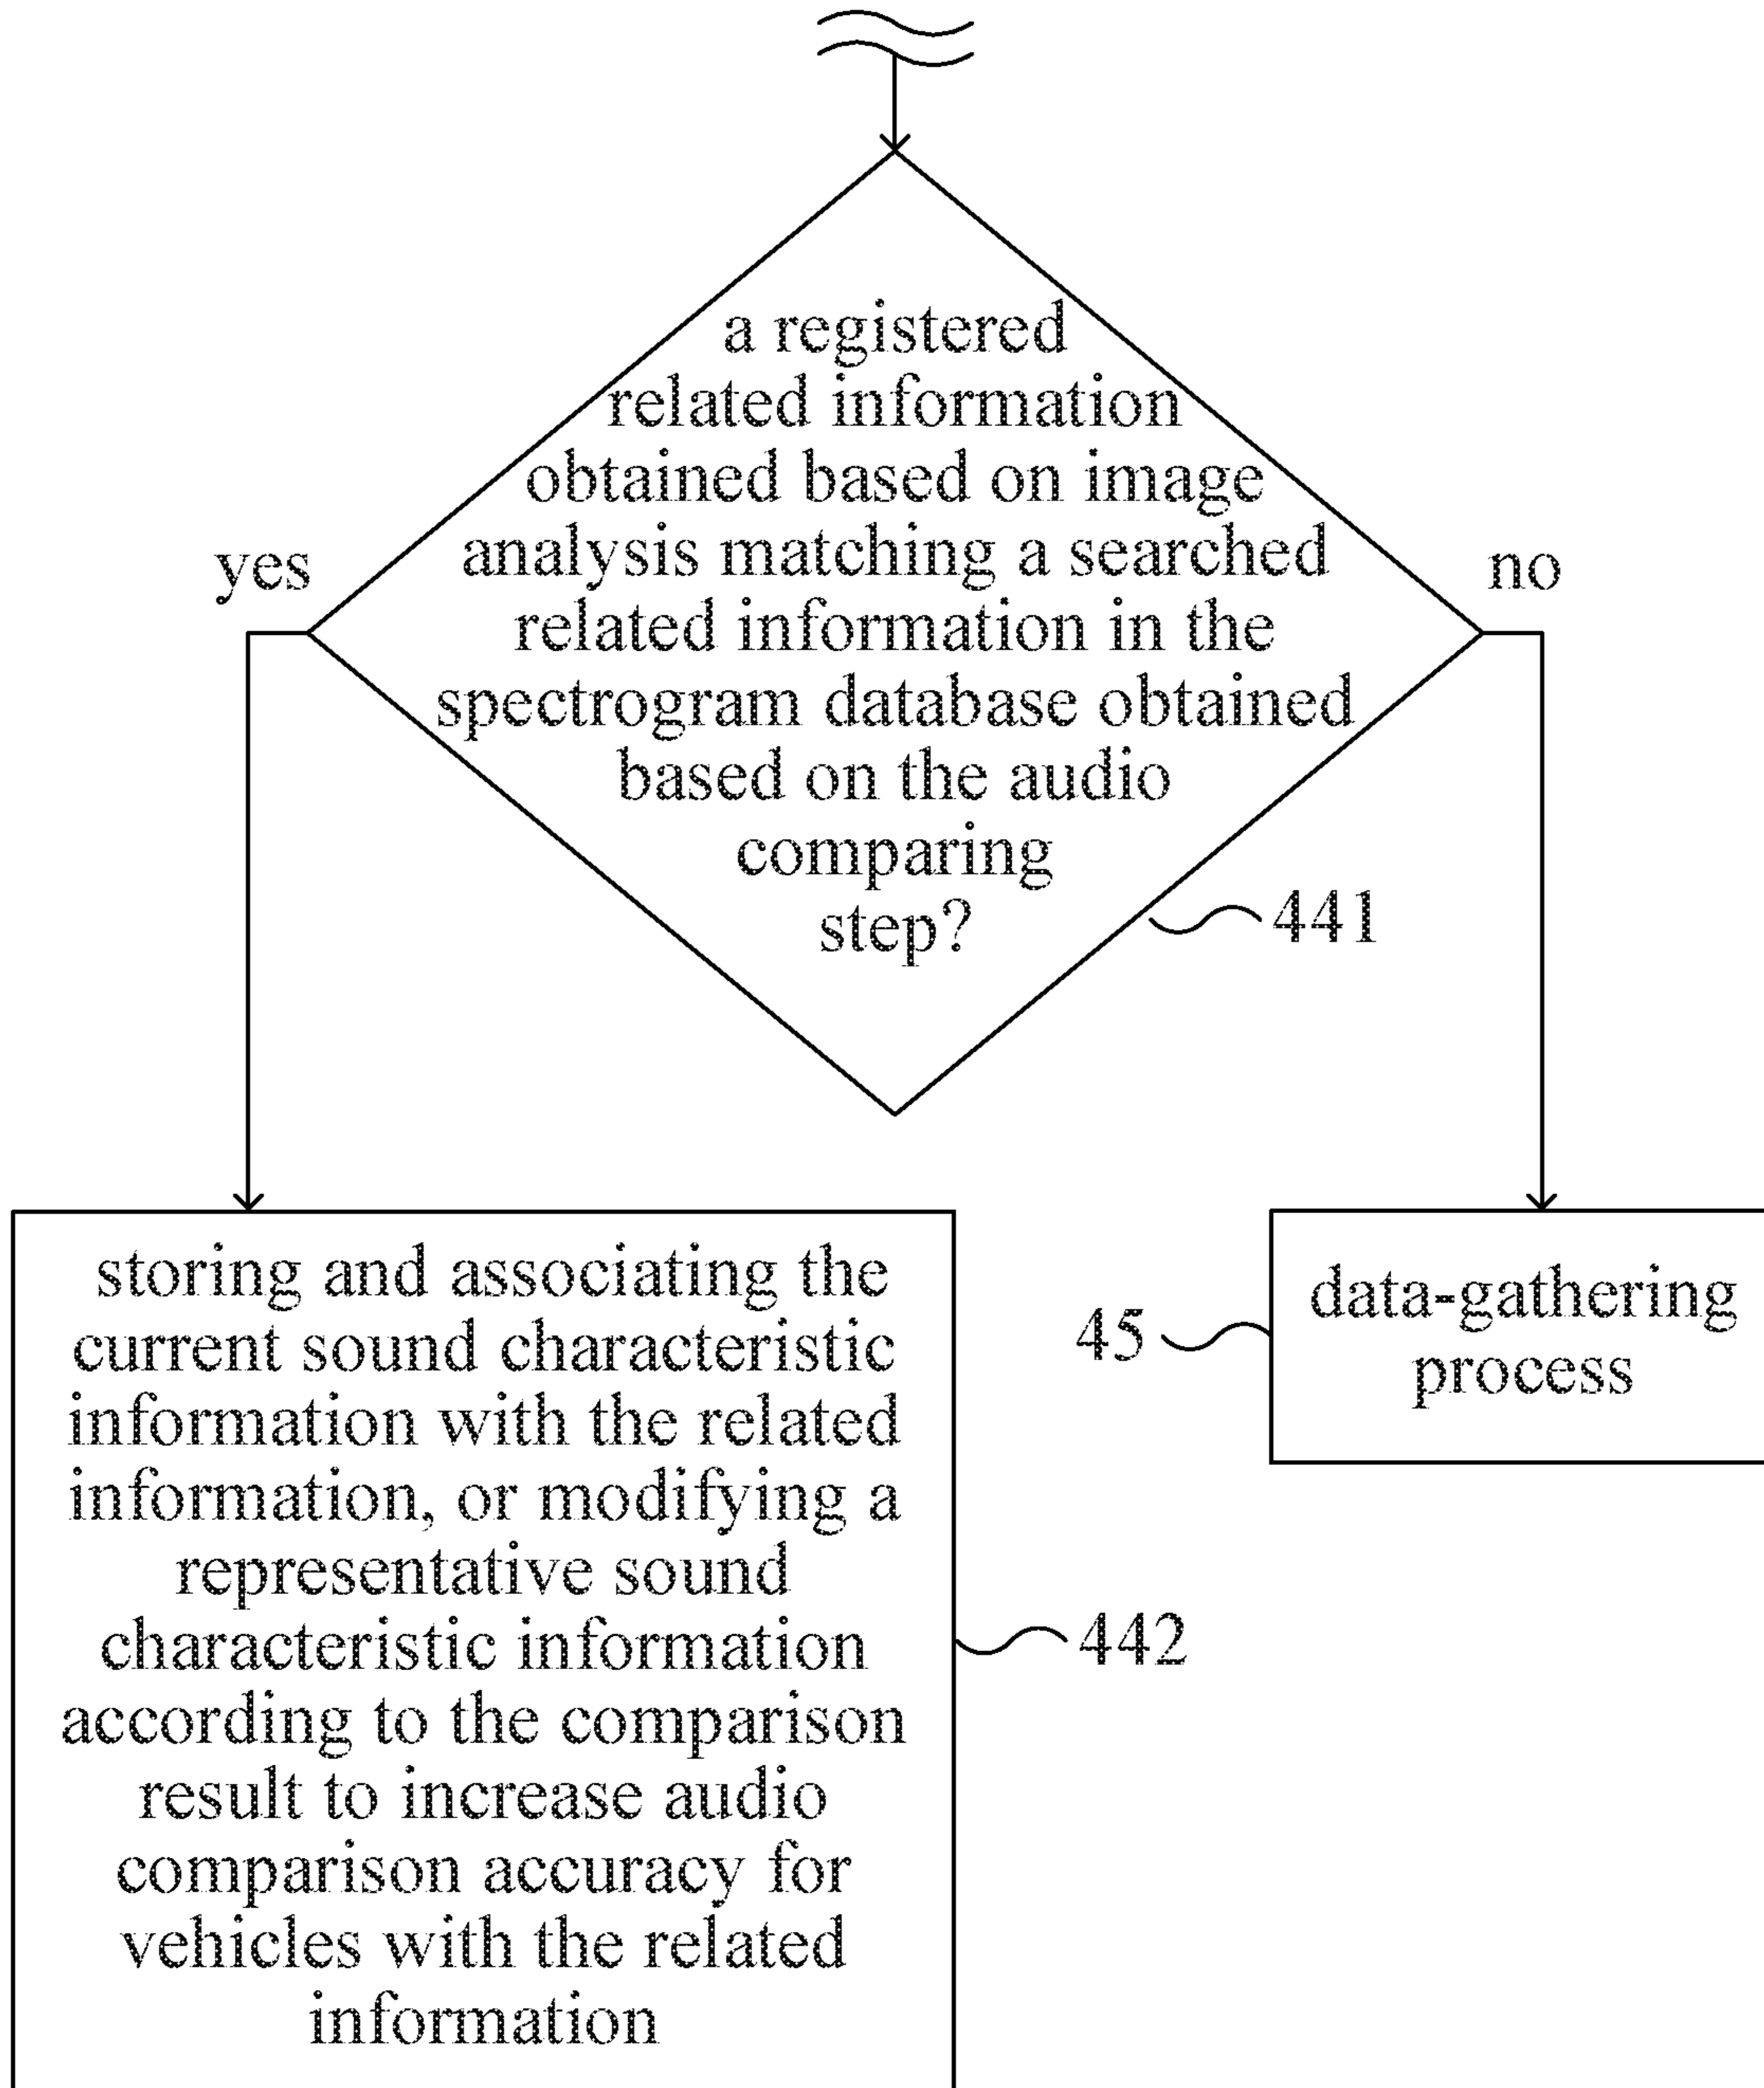 a registered
related information
obtained based on image
analysis matching a searched
related information in the
spectrogram database obtained
based on the audio
comparing
step?
yes
no
441
storing and associating the
current sound characteristic
information with the related
information, or modifying a
representative sound
characteristic information
according to the comparison
result to increase audio
comparison accuracy for
vehicles with the related
information
442
45
data-gathering
process